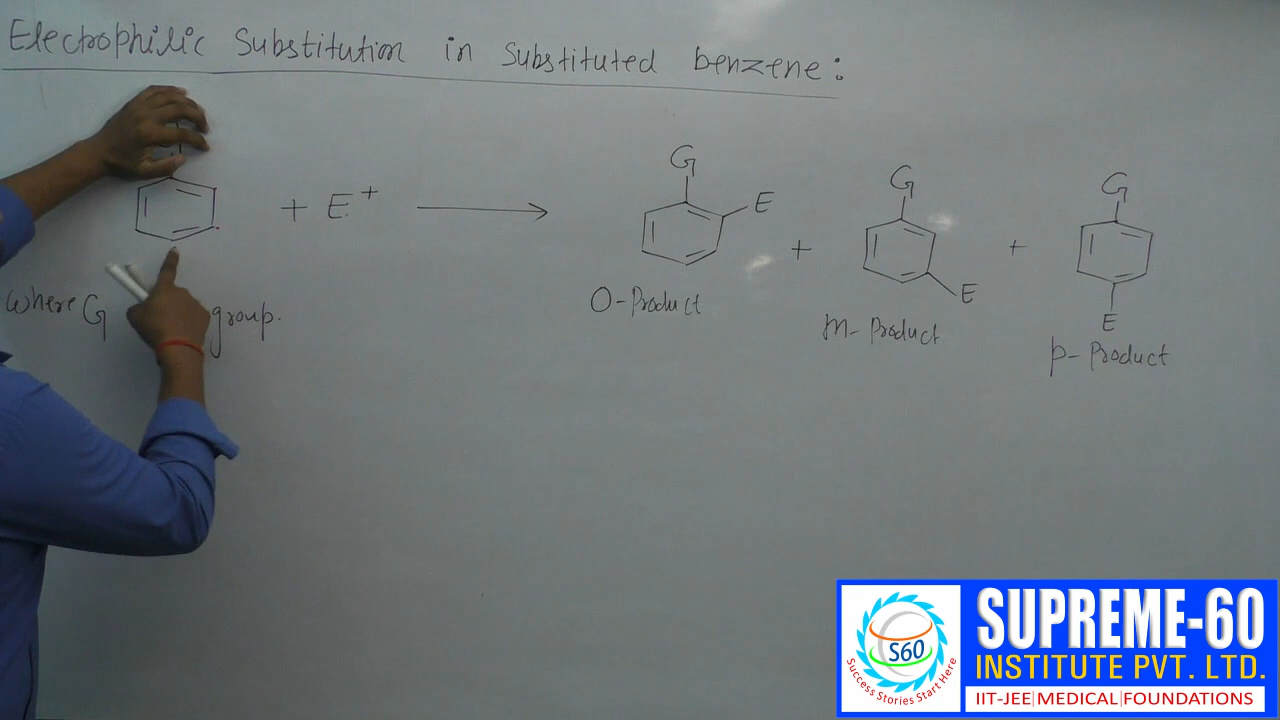 Electrophilic Substitution in Substituted benzene:
+ E+
G
E
+
G
E
+
G
E
where G group.
O-Product
m-Product
p-Product
S60
Success Stories Start Here
SUPREME-60
INSTITUTE PVT. LTD.
IIT-JEE|MEDICAL|FOUNDATIONS